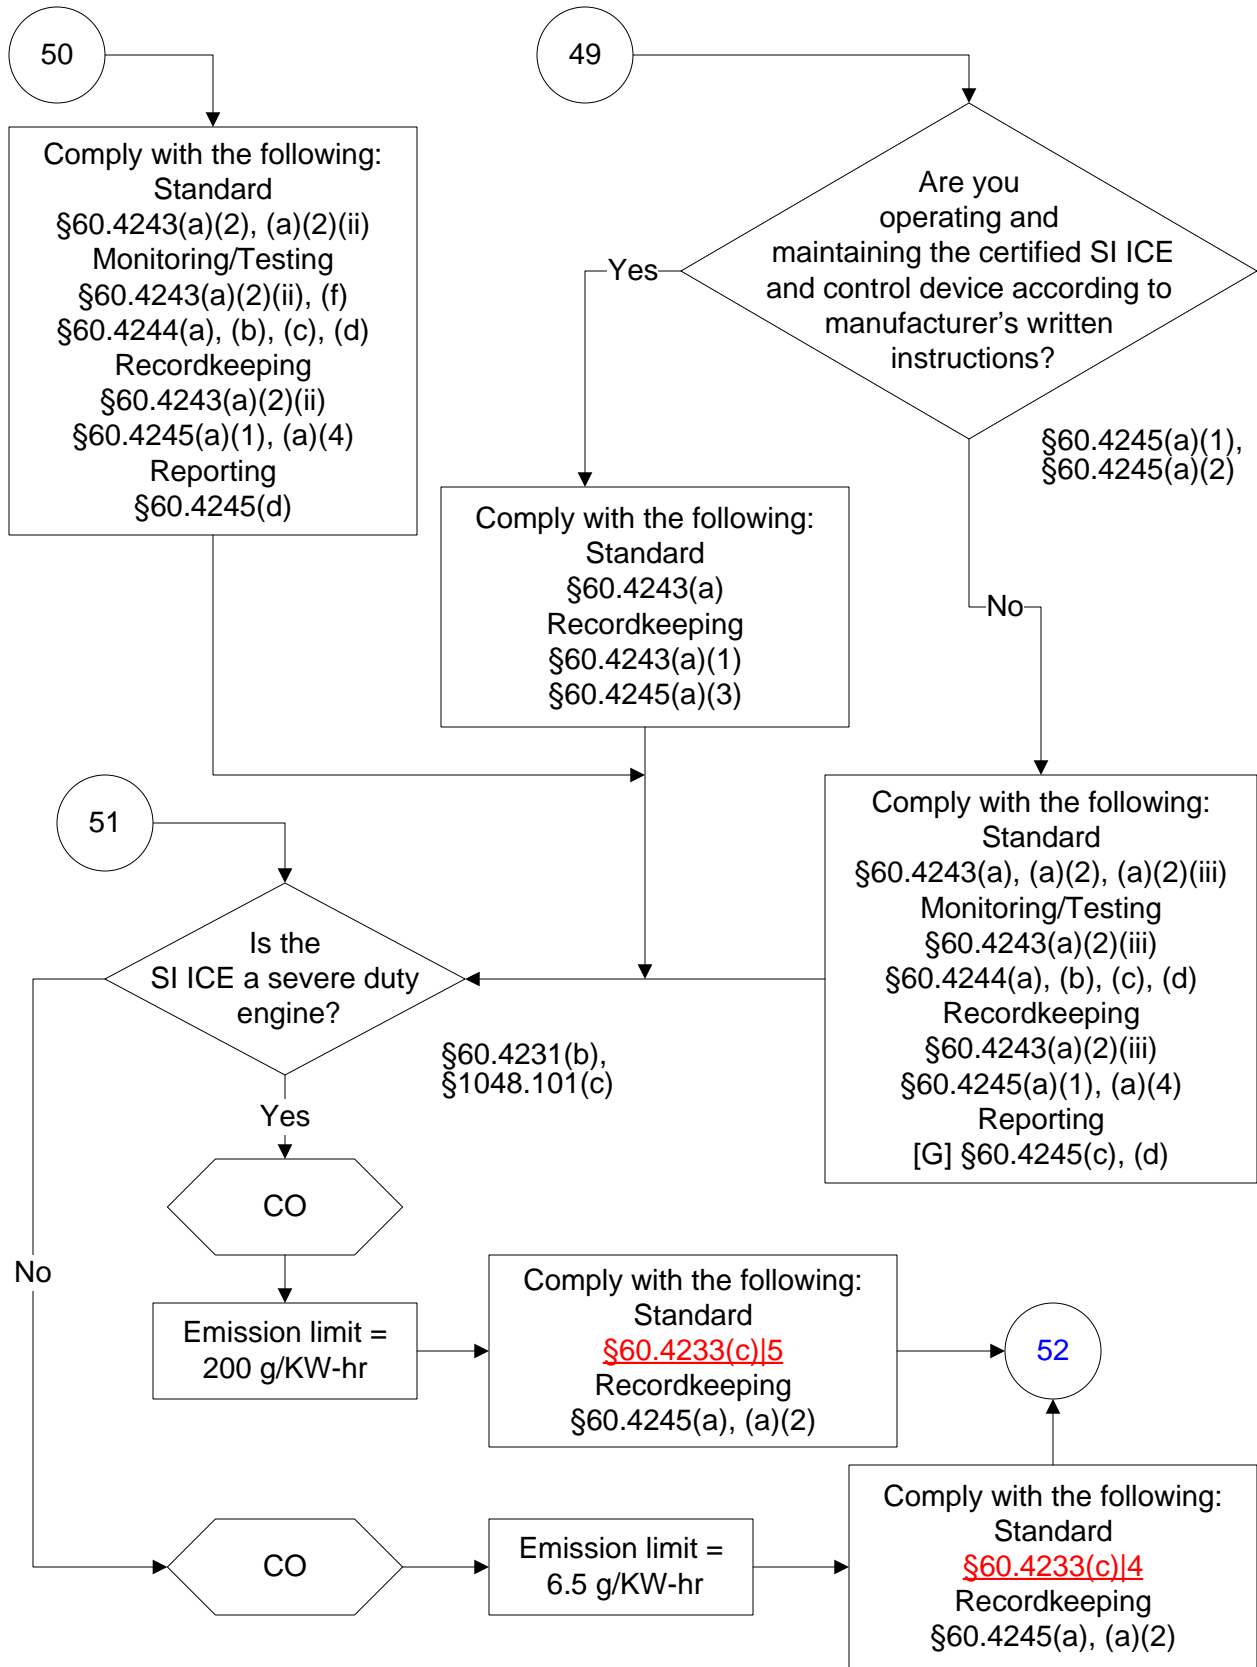 50
49
Comply with the following:
Standard
§60.4243(a)(2), (a)(2)(ii)
Monitoring/Testing
§60.4243(a)(2)(ii), (f)
§60.4244(a), (b), (c), (d)
Recordkeeping
§60.4243(a)(2)(ii)
§60.4245(a)(1), (a)(4)
Reporting
§60.4245(d)
Are you
operating and
maintaining the certified SI ICE
and control device according to
manufacturer’s written
instructions?
Yes
§60.4245(a)(1),
§60.4245(a)(2)
Comply with the following:
Standard
§60.4243(a)
Recordkeeping
§60.4243(a)(1)
§60.4245(a)(3)
No
51
Comply with the following:
Standard
§60.4243(a), (a)(2), (a)(2)(iii)
Monitoring/Testing
§60.4243(a)(2)(iii)
§60.4244(a), (b), (c), (d)
Recordkeeping
§60.4243(a)(2)(iii)
§60.4245(a)(1), (a)(4)
Reporting
[G] §60.4245(c), (d)
Is the
SI ICE a severe duty
engine?
§60.4231(b),
§1048.101(c)
Yes
CO
No
Emission limit =
200 g/KW-hr
Comply with the following:
Standard
§60.4233(c)|5
Recordkeeping
§60.4245(a), (a)(2)
52
CO
Emission limit =
6.5 g/KW-hr
Comply with the following:
Standard
§60.4233(c)|4
Recordkeeping
§60.4245(a), (a)(2)